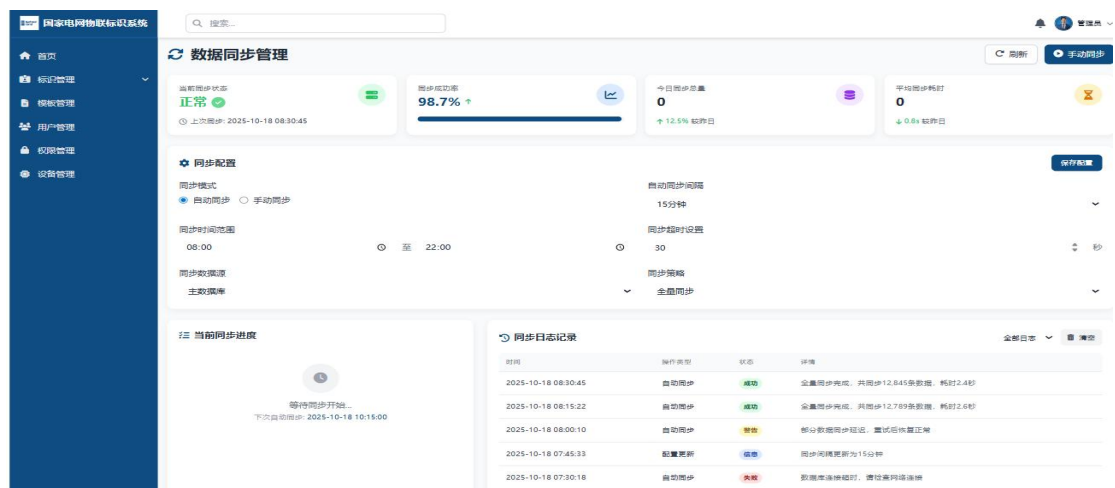 国家电网物联标识系统
搜索...
管理员
首页
标识管理
模板管理
用户管理
权限管理
设备管理
数据同步管理
刷新
手动同步
当前同步状态
正常
上次同步: 2025-10-18 08:30:45
同步成功率
98.7% ↑
今日同步总量
0
↑ 12.5% 较昨日
平均同步耗时
0
↓ 0.8s 较昨日
同步配置
保存配置
同步模式
自动同步 手动同步
自动同步间隔
15分钟
同步时间范围
08:00 至 22:00
同步超时设置
30 秒
同步数据源
主数据库
同步策略
全量同步
当前同步进度
等待同步开始...
下次自动同步: 2025-10-18 10:15:00
同步日志记录
全部日志 清空
时间 操作类型 状态 详情
2025-10-18 08:30:45 自动同步 成功 全量同步完成，共同步12,845条数据，耗时2.4秒
2025-10-18 08:15:22 自动同步 成功 全量同步完成，共同步12,789条数据，耗时2.6秒
2025-10-18 08:00:10 自动同步 警告 部分数据同步延迟，重试后恢复正常
2025-10-18 07:45:33 配置更新 信息 同步间隔更新为15分钟
2025-10-18 07:30:18 自动同步 失败 数据库连接超时，请检查网络连接